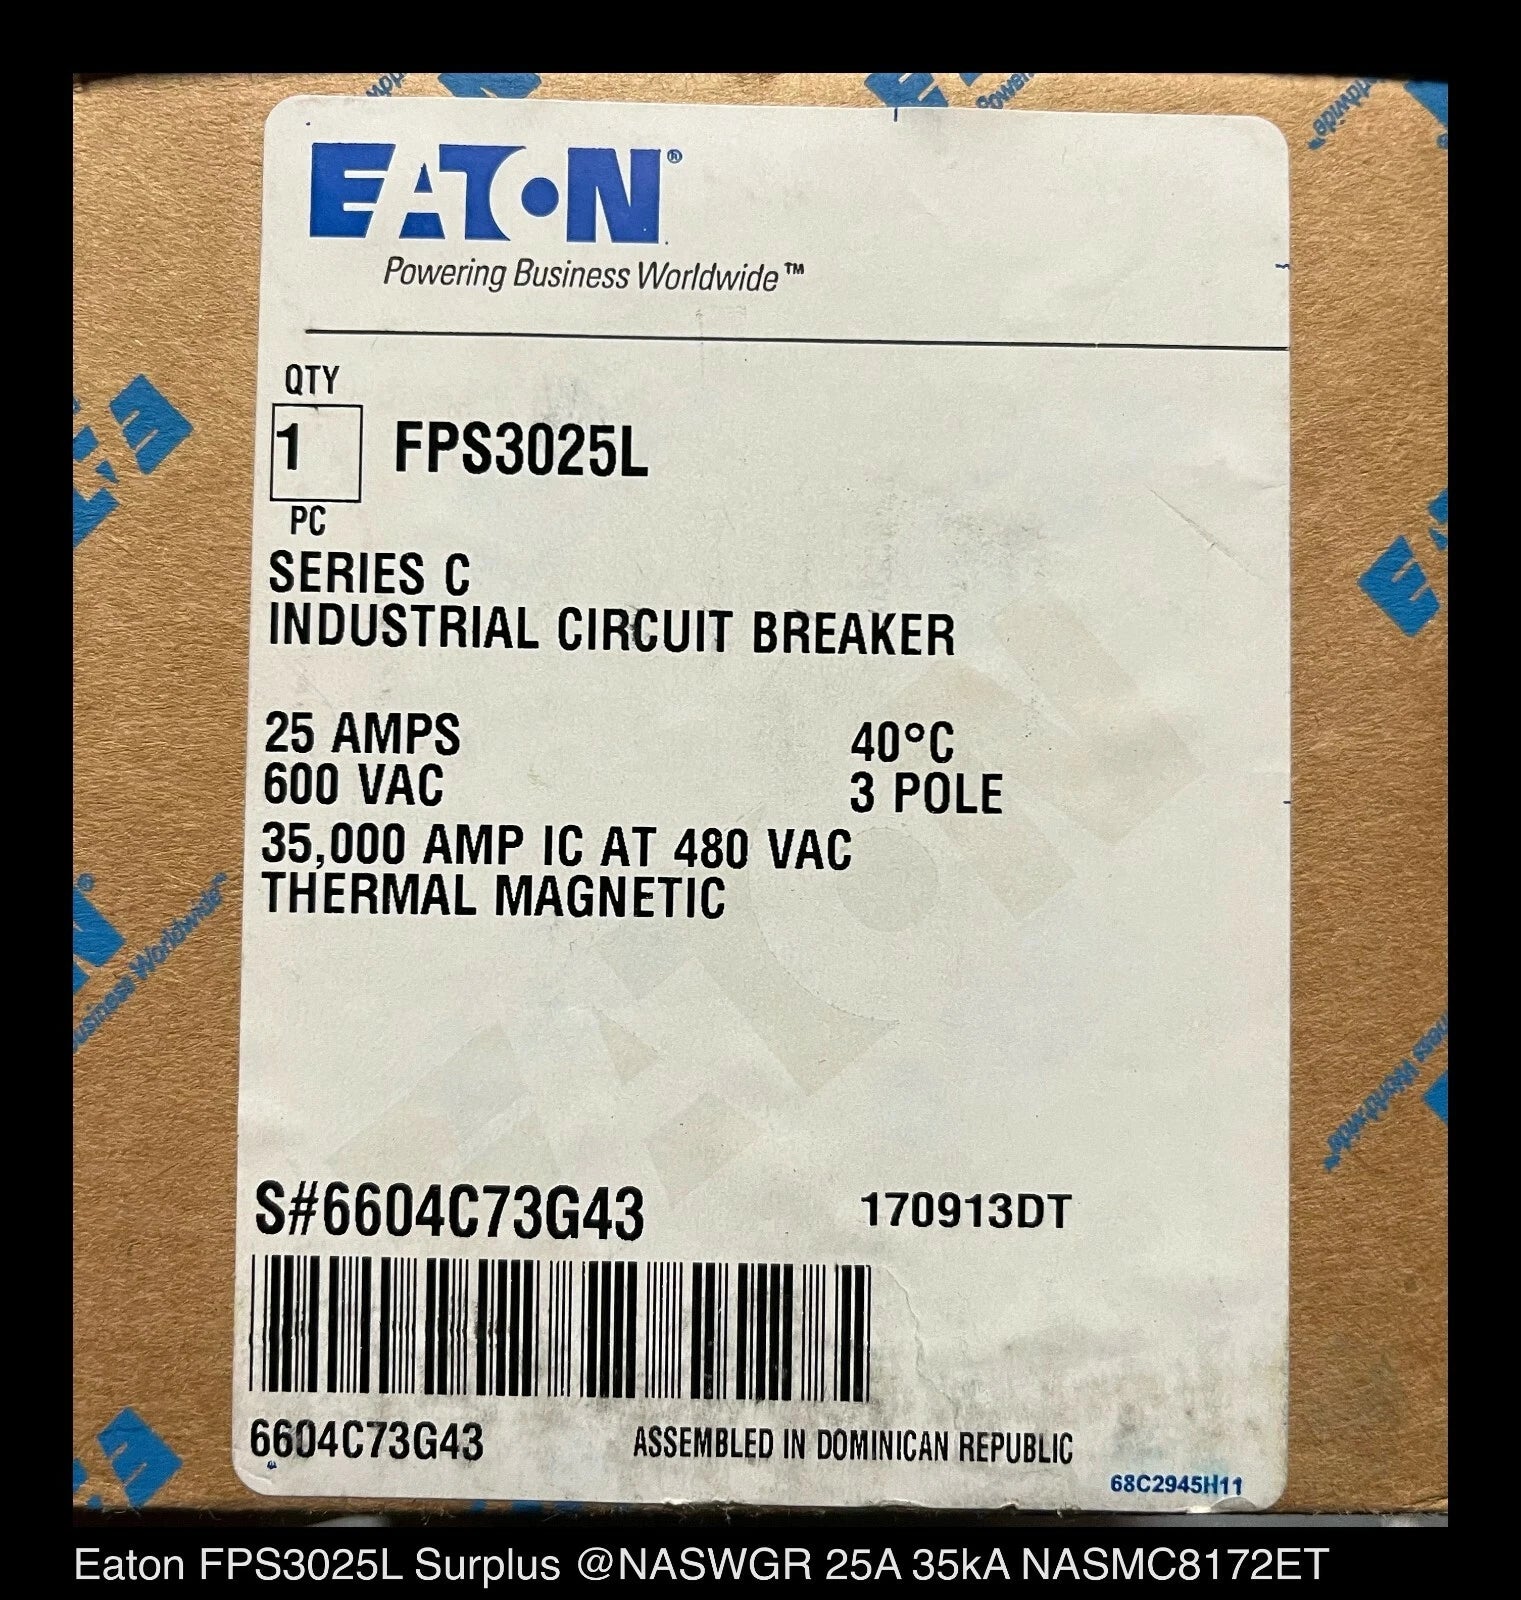 EATON®
Powering Business Worldwide™
QTY
1 FPS3025L
PC
SERIES C
INDUSTRIAL CIRCUIT BREAKER
25 AMPS 40°C
600 VAC 3 POLE
35,000 AMP IC AT 480 VAC
THERMAL MAGNETIC
S#6604C73G43 170913DT
6604C73G43 ASSEMBLED IN DOMINICAN REPUBLIC
68C2945H11
Eaton FPS3025L Surplus @NASWGR 25A 35kA NASMC8172ET